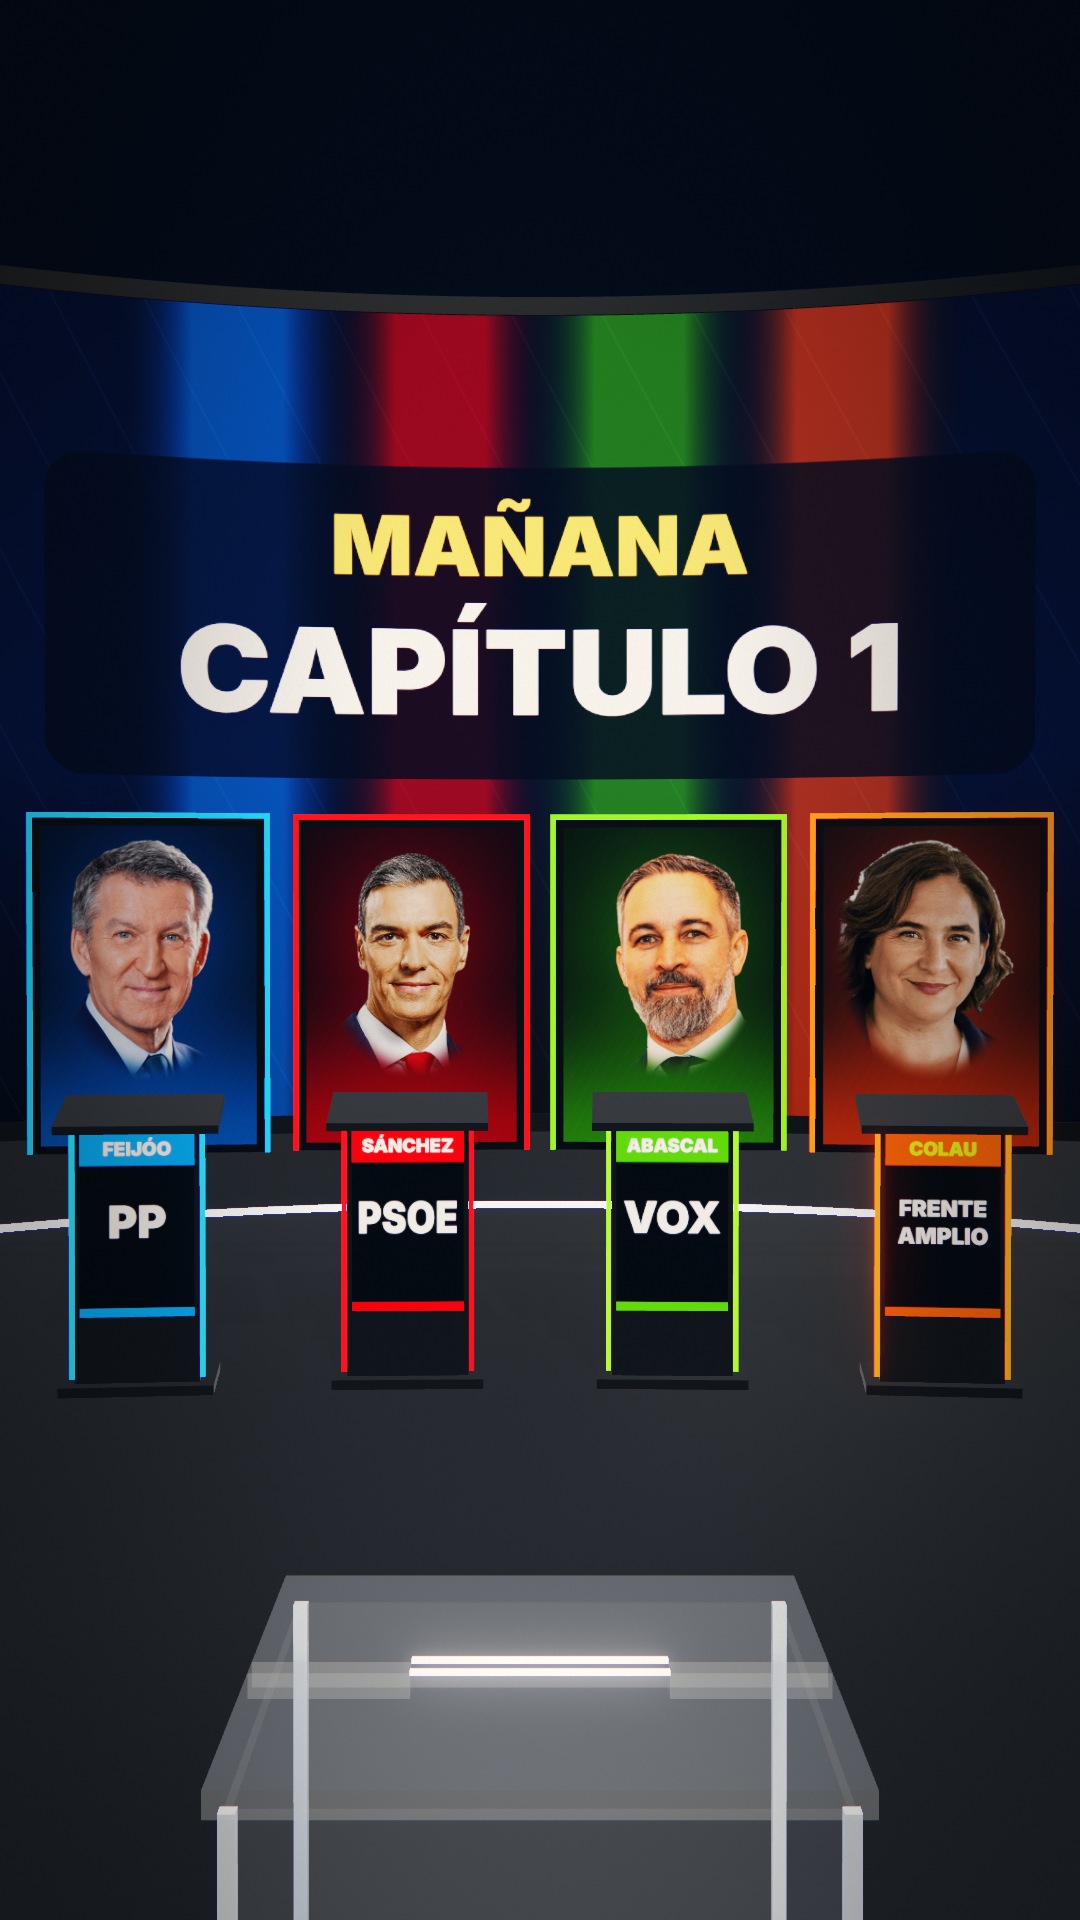 MAÑANA
CAPÍTULO 1
FEIJÓO
SÁNCHEZ
ABASCAL
COLAU
PP
PSOE
VOX
FRENTE
AMPLIO